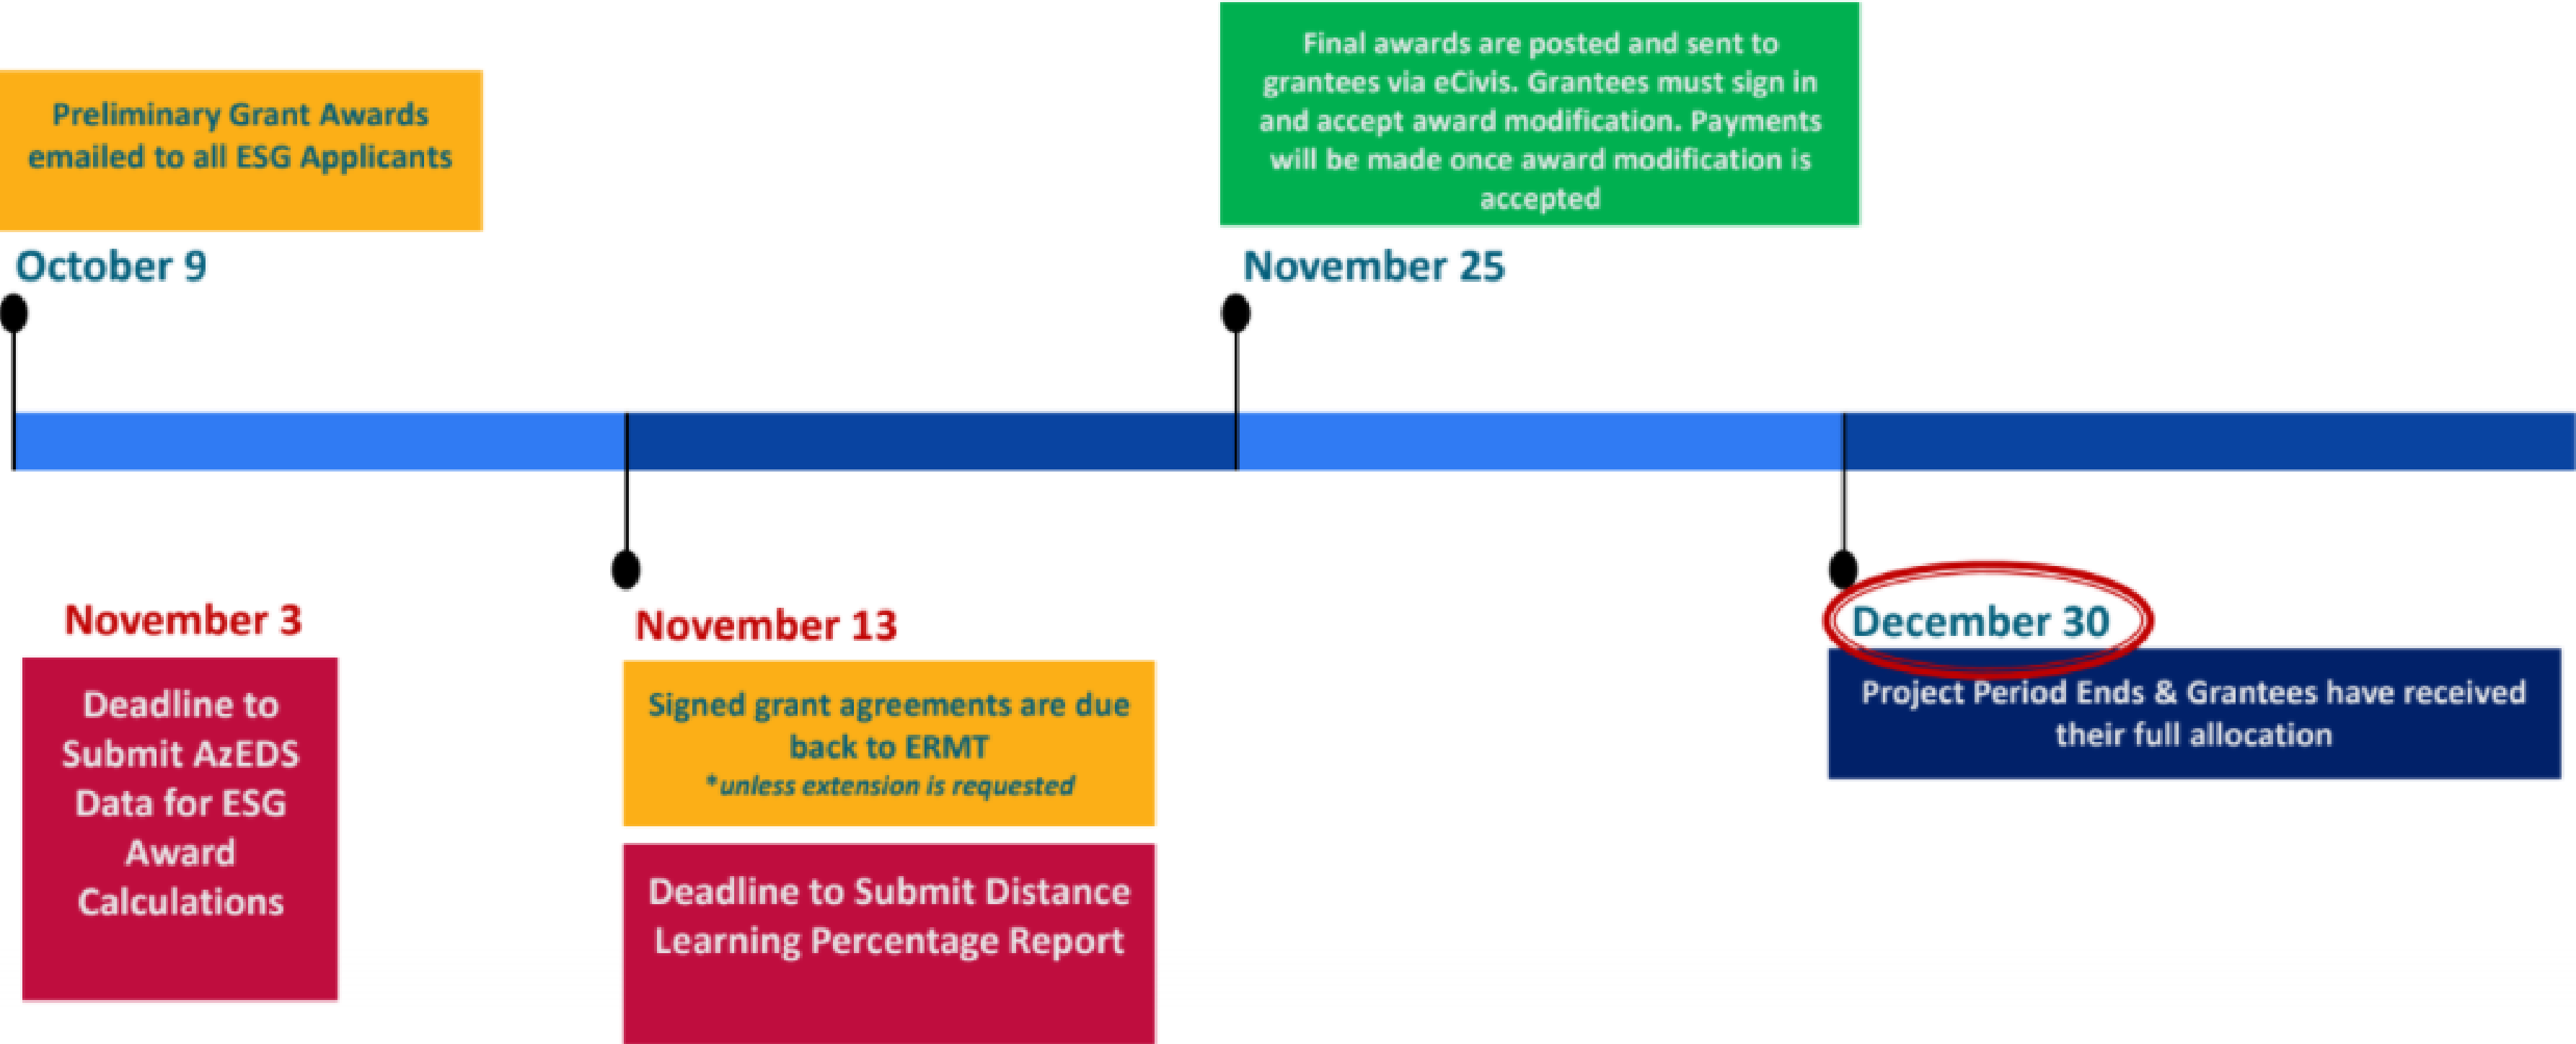 Preliminary Grant Awards
emailed to all ESG Applicants
October 9
Final awards are posted and sent to
grantees via eCivis. Grantees must sign in
and accept award modification. Payments
will be made once award modification is
accepted
November 25
November 3
Deadline to
Submit AzEDS
Data for ESG
Award
Calculations
November 13
Signed grant agreements are due
back to ERMT
*unless extension is requested
Deadline to Submit Distance
Learning Percentage Report
December 30
Project Period Ends & Grantees have received
their full allocation